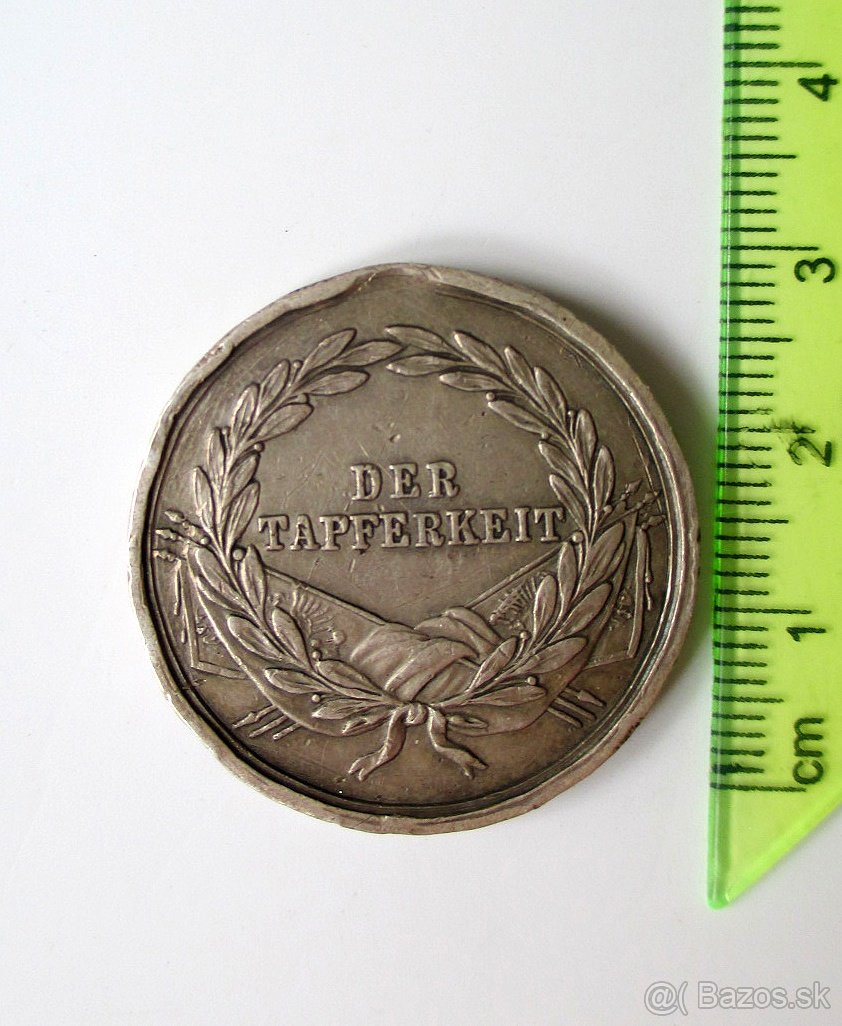 DER
TAPFERKEIT
4
3
2
1
cm
@( Bazos.sk